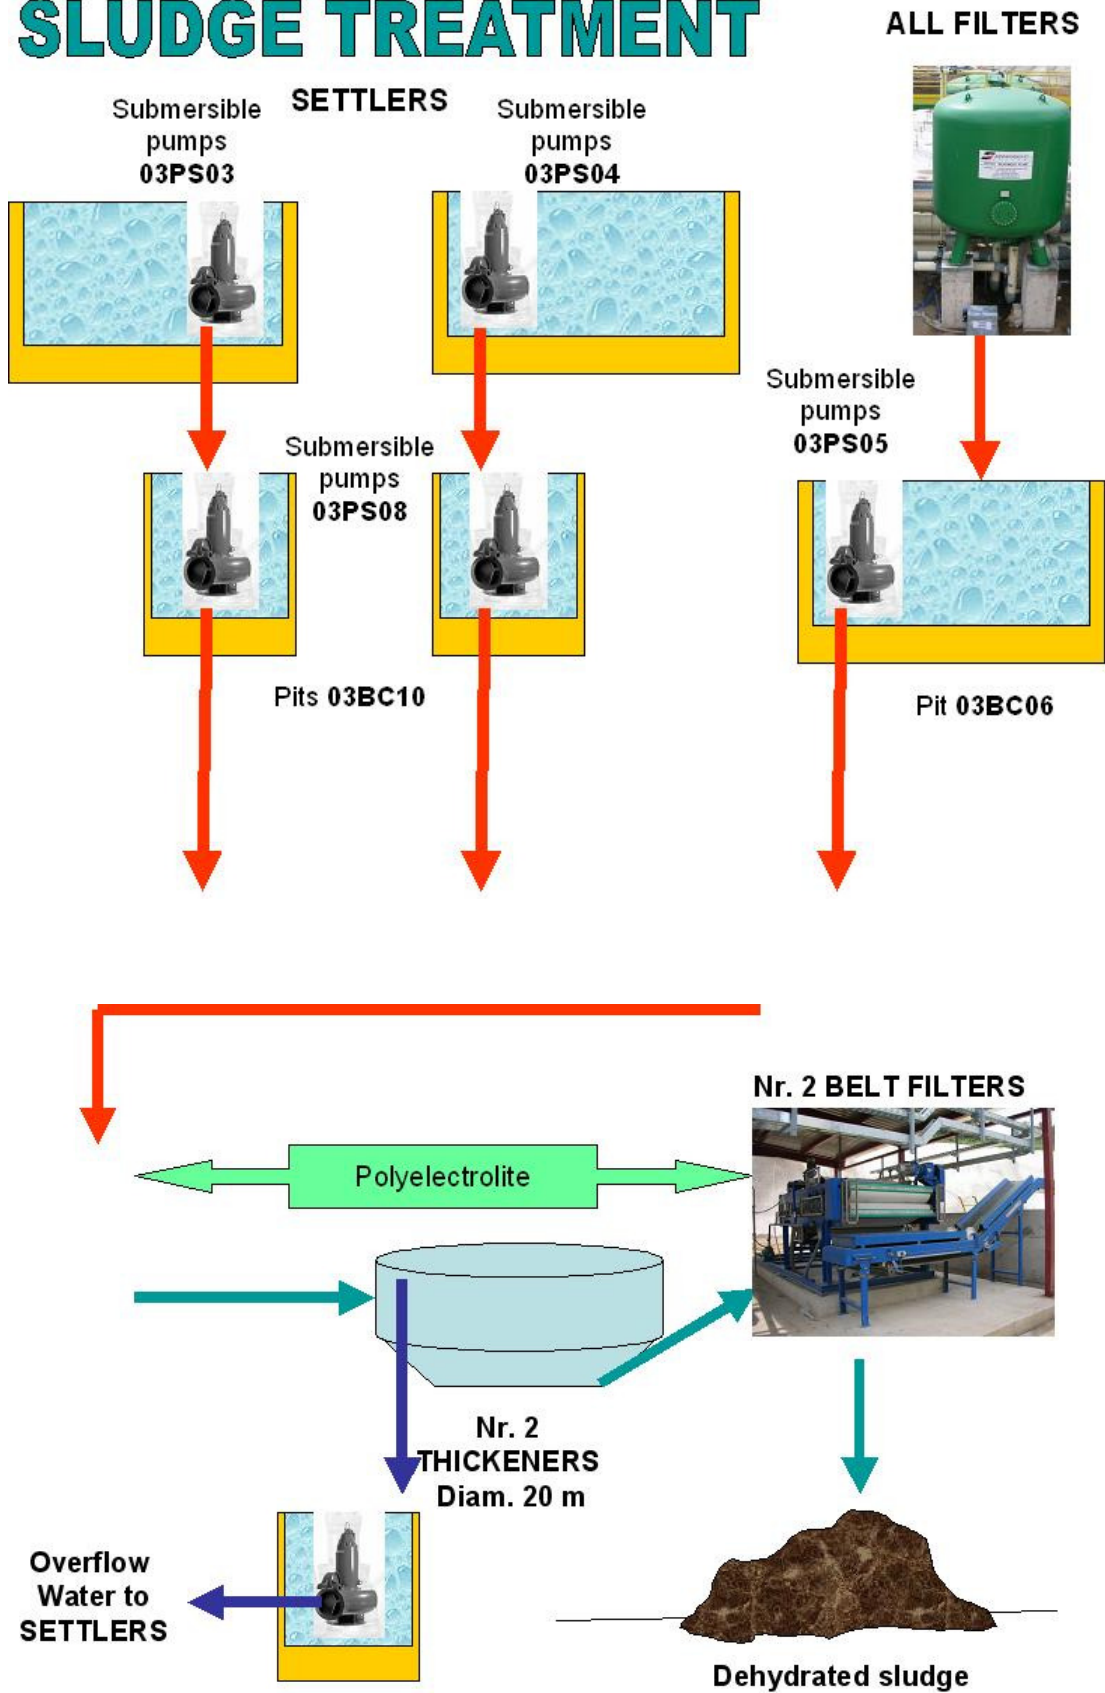 SLUDGE TREATMENT
ALL FILTERS
SETTLERS
Submersible
pumps
03PS03
Submersible
pumps
03PS04
Submersible
pumps
03PS05
Submersible
pumps
03PS08
Pits 03BC10
Pit 03BC06
Nr. 2 BELT FILTERS
Polyelectrolite
Nr. 2
THICKENERS
Diam. 20 m
Overflow
Water to
SETTLERS
Dehydrated sludge